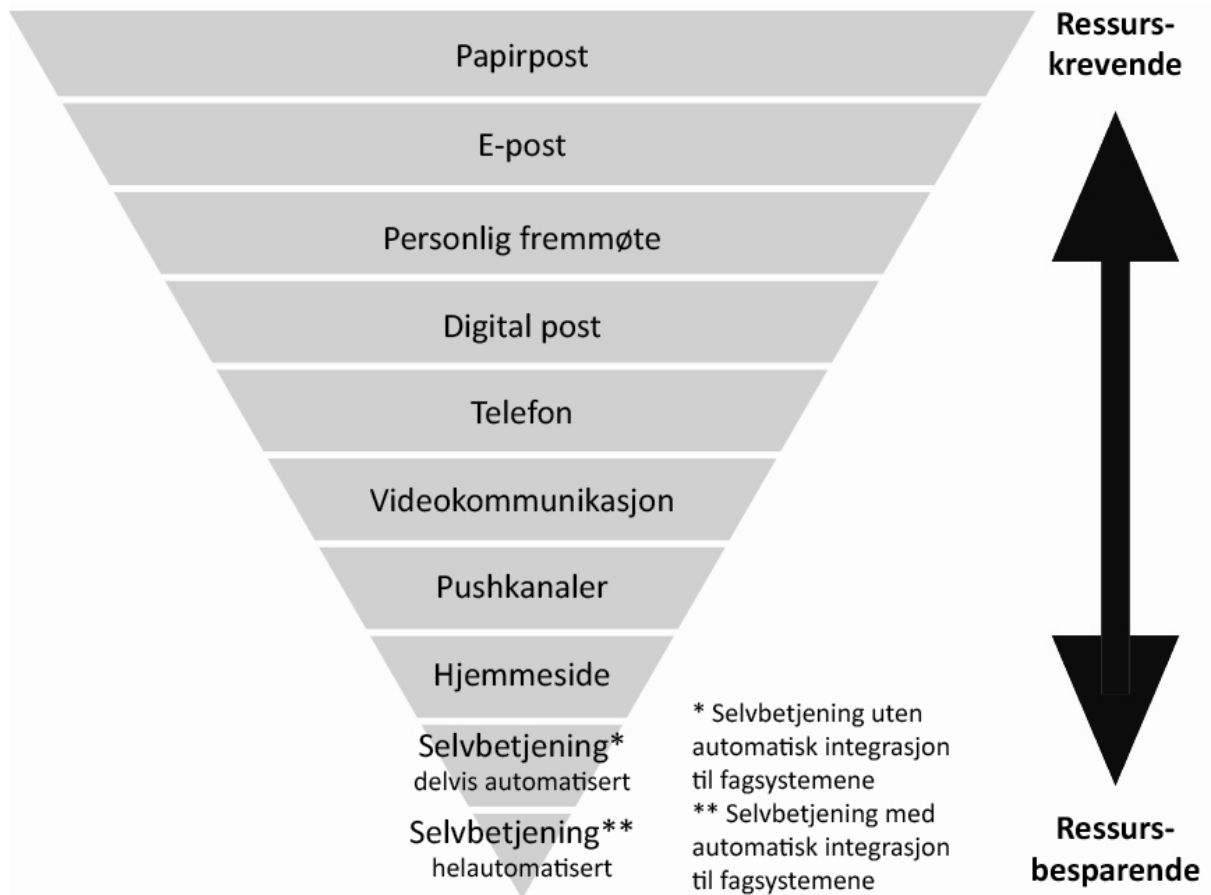 Ressurs-
krevende
Papirpost
E-post
Personlig fremmøte
Digital post
Telefon
Videokommunikasjon
Pushkanaler
Hjemmeside
Selvbetjening*
delvis automatisert
Selvbetjening**
helautomatisert
* Selvbetjening uten
automatisk integrasjon
til fagsystemene
** Selvbetjening med
automatisk integrasjon
til fagsystemene
Ressurs-
besparende